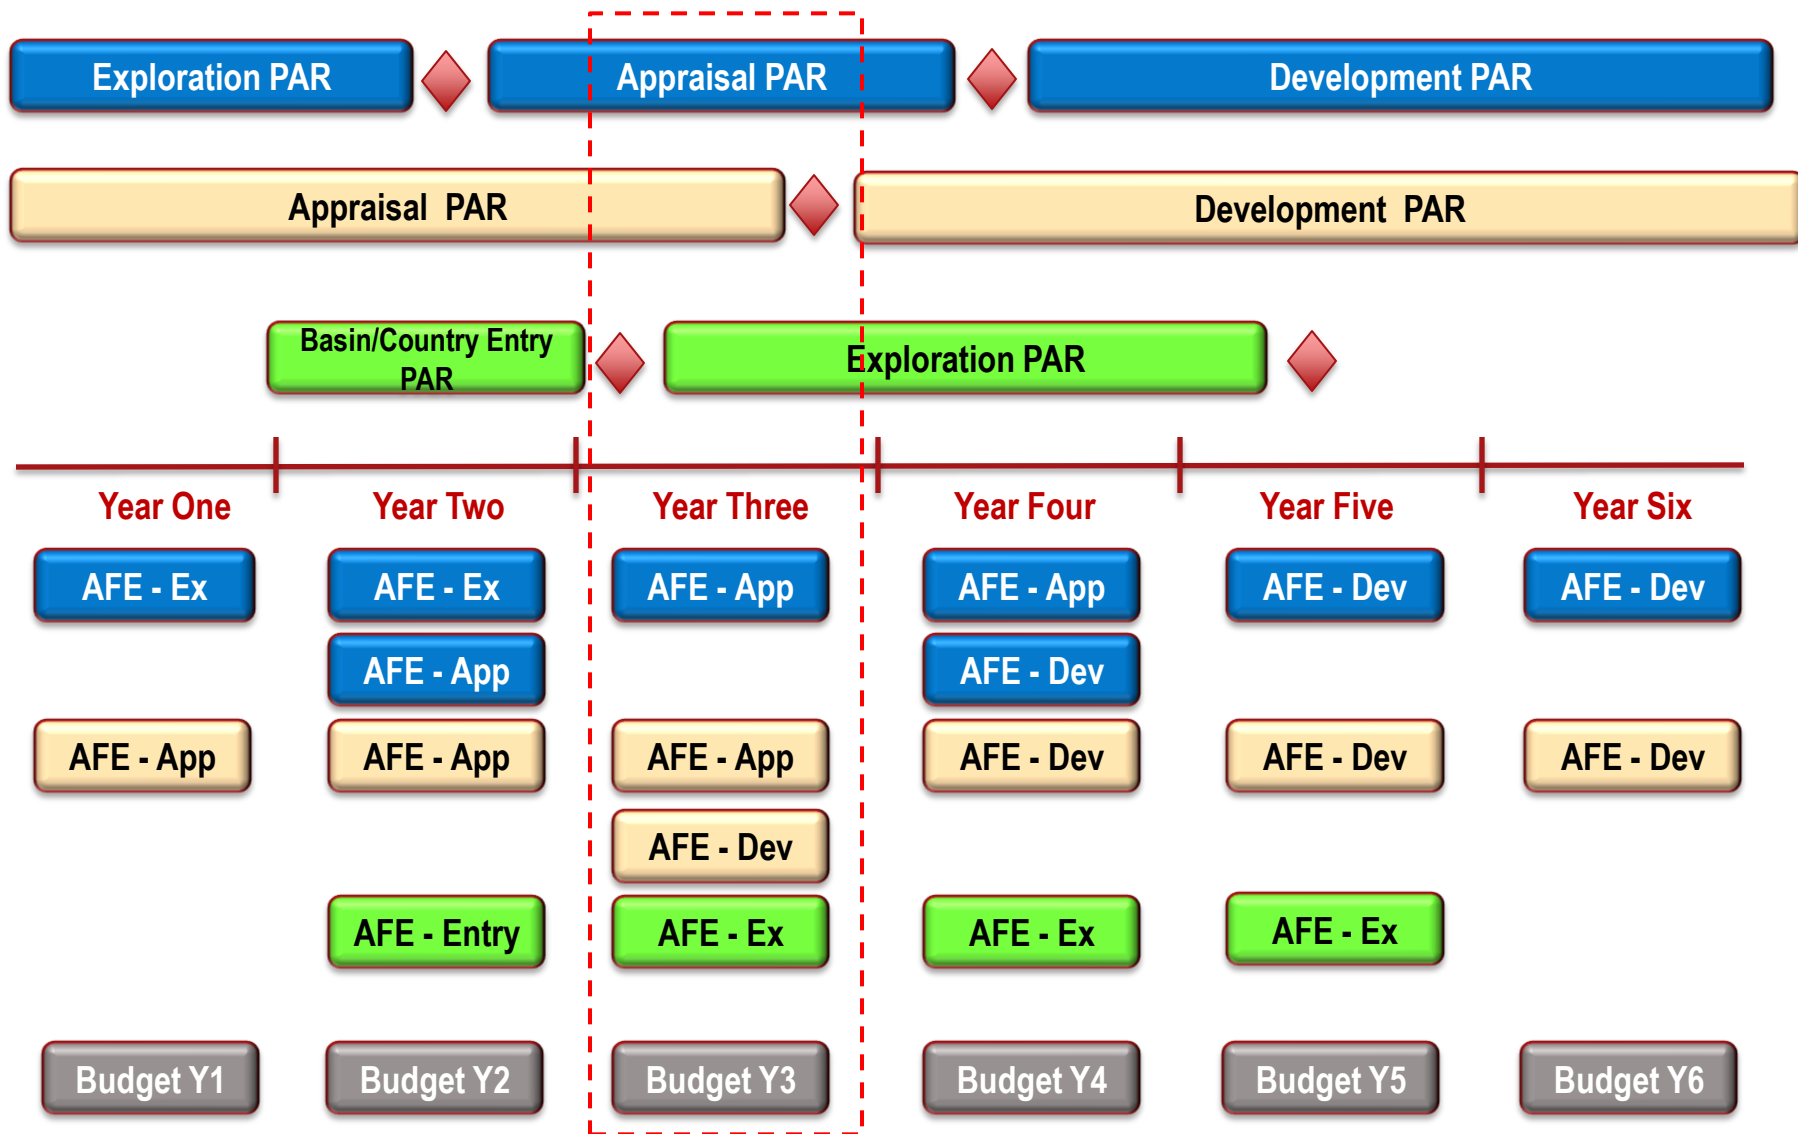 Exploration PAR
Appraisal PAR
Development PAR
Appraisal  PAR
Development  PAR
Basin/Country Entry
PAR
Exploration PAR
Year One
Year Two
Year Three
Year Four
Year Five
Year Six
AFE - Ex
AFE - Ex
AFE - App
AFE - App
AFE - Dev
AFE - Dev
AFE - App
AFE - Dev
AFE - App
AFE - App
AFE - App
AFE - Dev
AFE - Dev
AFE - Dev
AFE - Dev
AFE - Entry
AFE - Ex
AFE - Ex
AFE - Ex
Budget Y1
Budget Y2
Budget Y3
Budget Y4
Budget Y5
Budget Y6